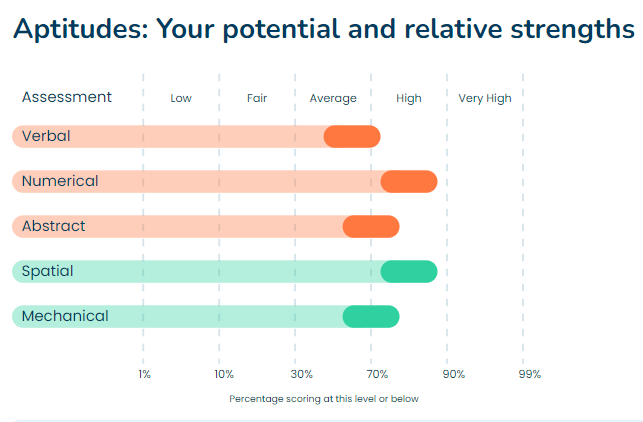 Aptitudes: Your potential and relative strengths
Assessment Low Fair Average High Very High
Verbal
Numerical
Abstract
Spatial
Mechanical
1% 10% 30% 70% 90% 99%
Percentage scoring at this level or below